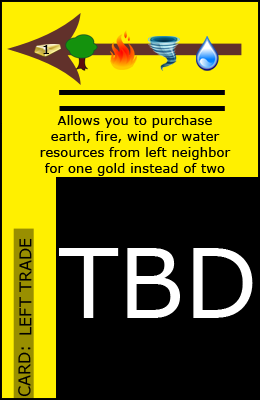 1
Allows you to purchase
earth, fire, wind or water
resources from left neighbor
for one gold instead of two
TBD
CARD: LEFT TRADE